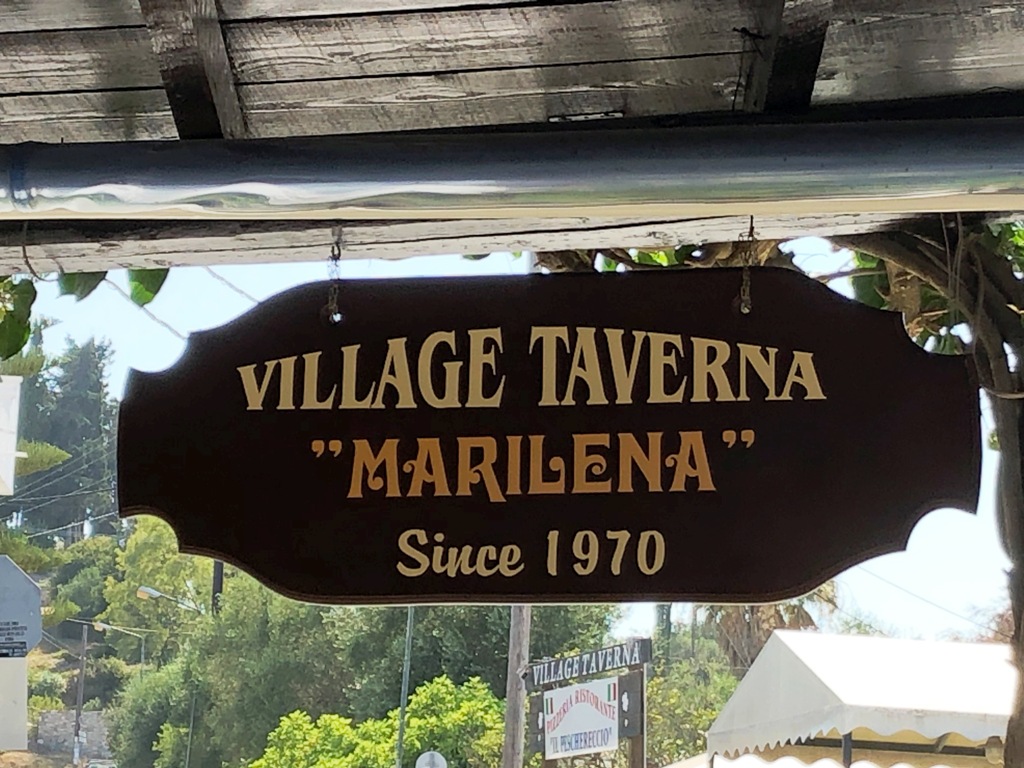 VILLAGE TAVERNA
”MARILENA”
Since 1970
VILLAGE TAVERNA
PIZZERIA RISTORANTE
"IL PESCHERECCIO"